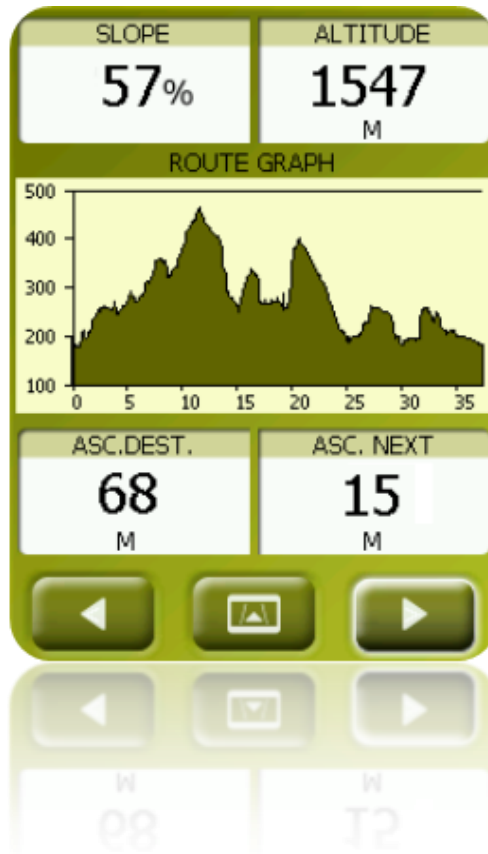 SLOPE ALTITUDE
57% 1547
M
ROUTE GRAPH
500
400
300
200
100
0 5 10 15 20 25 30 35
ASC.DEST. ASC. NEXT
68 15
M M